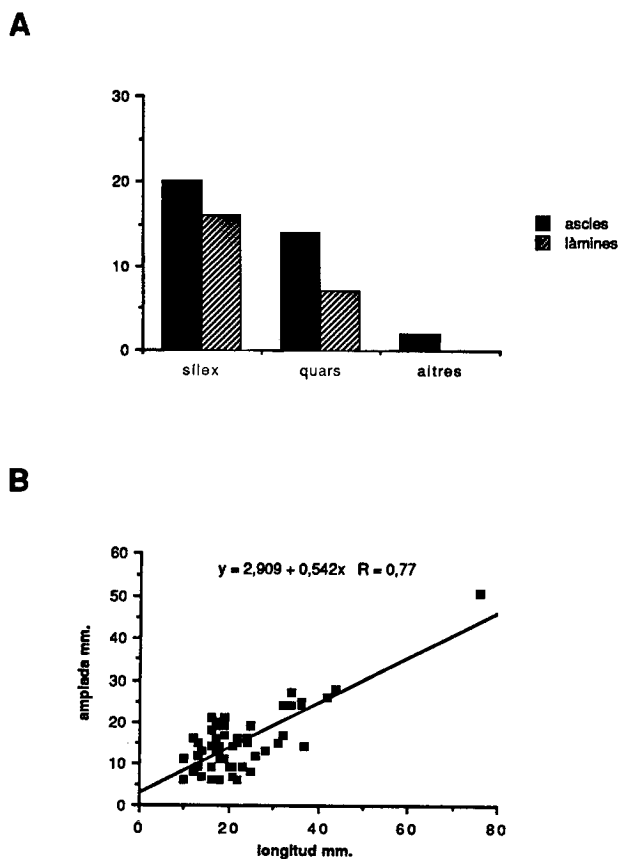 A
30
20
10
0
sílex quars altres
ascles
làmines
B
y = 2,909 + 0,542x R = 0,77
amplada mm.
60
50
40
30
20
10
0
0 20 40 60 80
longitud mm.